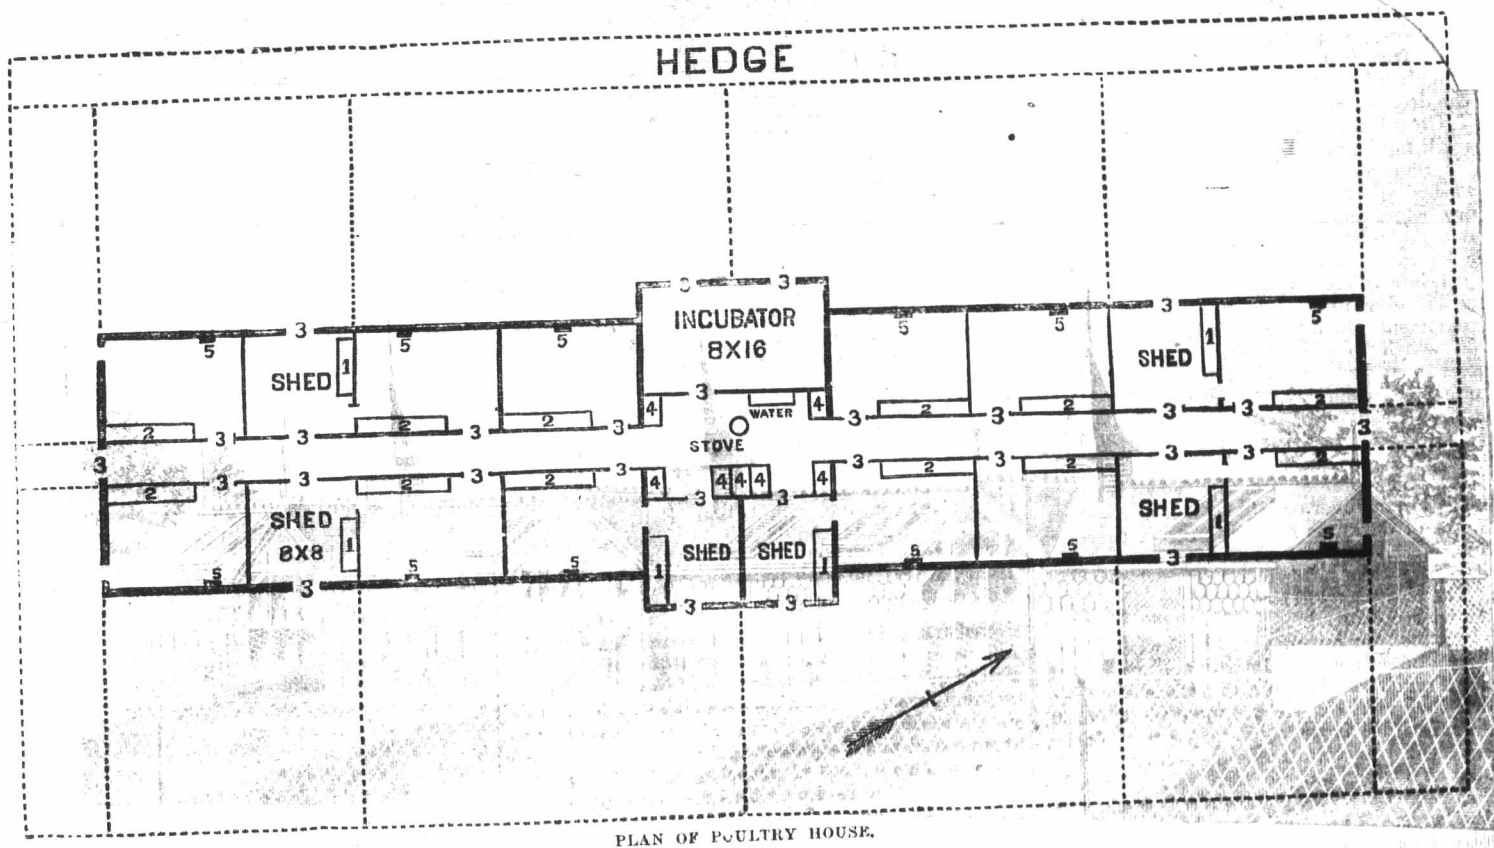 HEDGE
3 3
INCUBATOR
8X16
3 5 5 5 5 5 3 5
SHED 1 SHED 1
3
2 3 3 2 3 2 3 4 WATER 4 3 2 3 2 3 3 2
STOVE
3 3
2 3 3 2 3 2 3 4 4 4 4 4 3 2 3 2 3 3 2
3 3
SHED SHED
8X8 1 1
SHED SHED
1 1
5 5 5 5 5 5
3 3
3 3
PLAN OF POULTRY HOUSE.